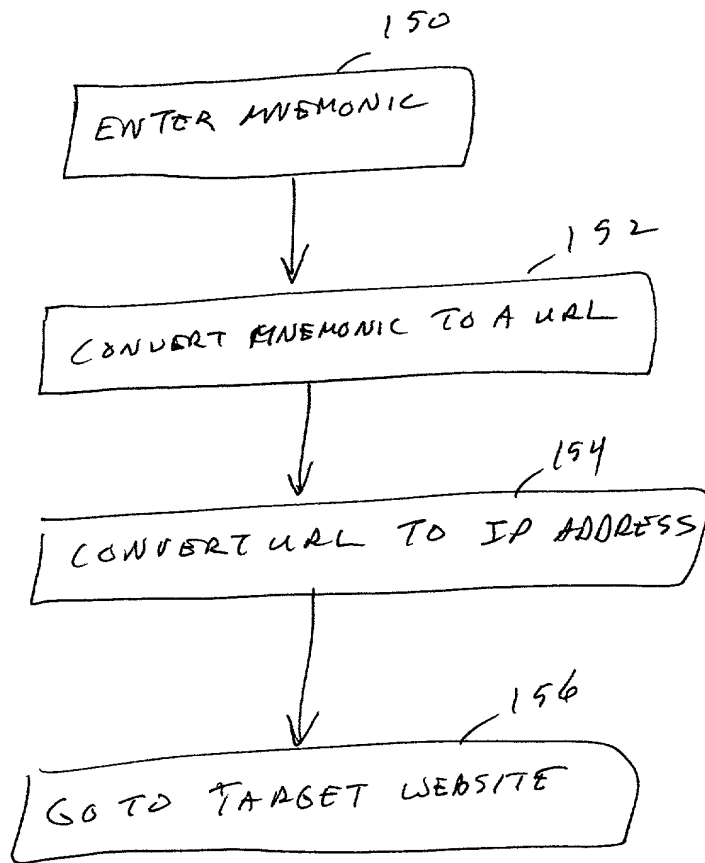 150
ENTER MNEMONIC
152
CONVERT MNEMONIC TO A URL
154
CONVERT URL TO IP ADDRESS
156
GO TO TARGET WEBSITE